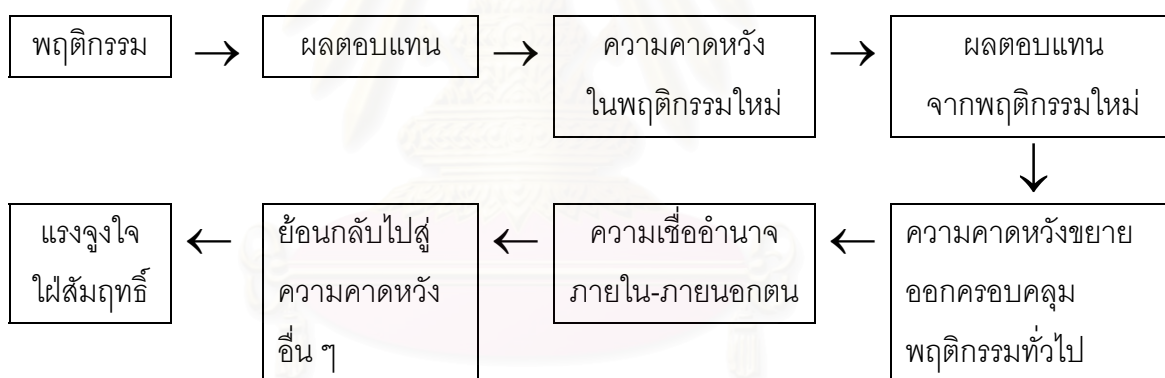 พฤติกรรม
ผลตอบแทน
ความคาดหวัง
ในพฤติกรรมใหม่
ผลตอบแทน
จากพฤติกรรมใหม่
ความคาดหวังขยาย
ออกครอบคลุม
พฤติกรรมทั่วไป
ความเชื่ออำนาจ
ภายใน-ภายนอกตน
ย้อนกลับไปสู่
ความคาดหวัง
อื่น ๆ
แรงจูงใจ
ใฝ่สัมฤทธิ์